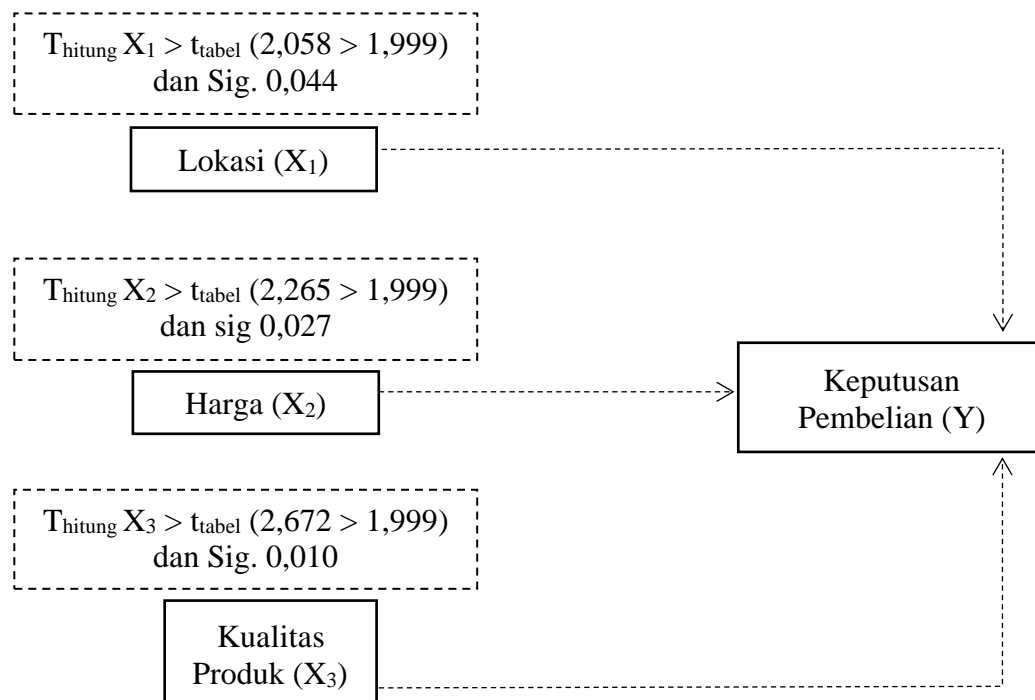 Thitung X1 > ttabel (2,058 > 1,999)
dan Sig. 0,044
Lokasi (X1)
Thitung X2 > ttabel (2,265 > 1,999)
dan sig 0,027
Harga (X2)
Keputusan
Pembelian (Y)
Thitung X3 > ttabel (2,672 > 1,999)
dan Sig. 0,010
Kualitas
Produk (X3)